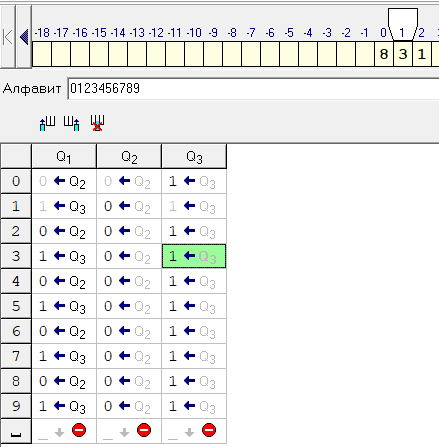 -18 -17 -16 -15 -14 -13 -12 -11 -10 -9 -8 -7 -6 -5 -4 -3 -2 -1 0 1 2
8 3 1
Алфавит 0123456789
Q1 Q2 Q3
0 0 ← Q2 0 ← Q2 1 ← Q3
1 1 ← Q3 0 ← Q2 1 ← Q3
2 0 ← Q2 0 ← Q2 1 ← Q3
3 1 ← Q3 0 ← Q2 1 ← Q3
4 0 ← Q2 0 ← Q2 1 ← Q3
5 1 ← Q3 0 ← Q2 1 ← Q3
6 0 ← Q2 0 ← Q2 1 ← Q3
7 1 ← Q3 0 ← Q2 1 ← Q3
8 0 ← Q2 0 ← Q2 1 ← Q3
9 1 ← Q3 0 ← Q2 1 ← Q3
␣ _ ↓ _ ↓ _ ↓